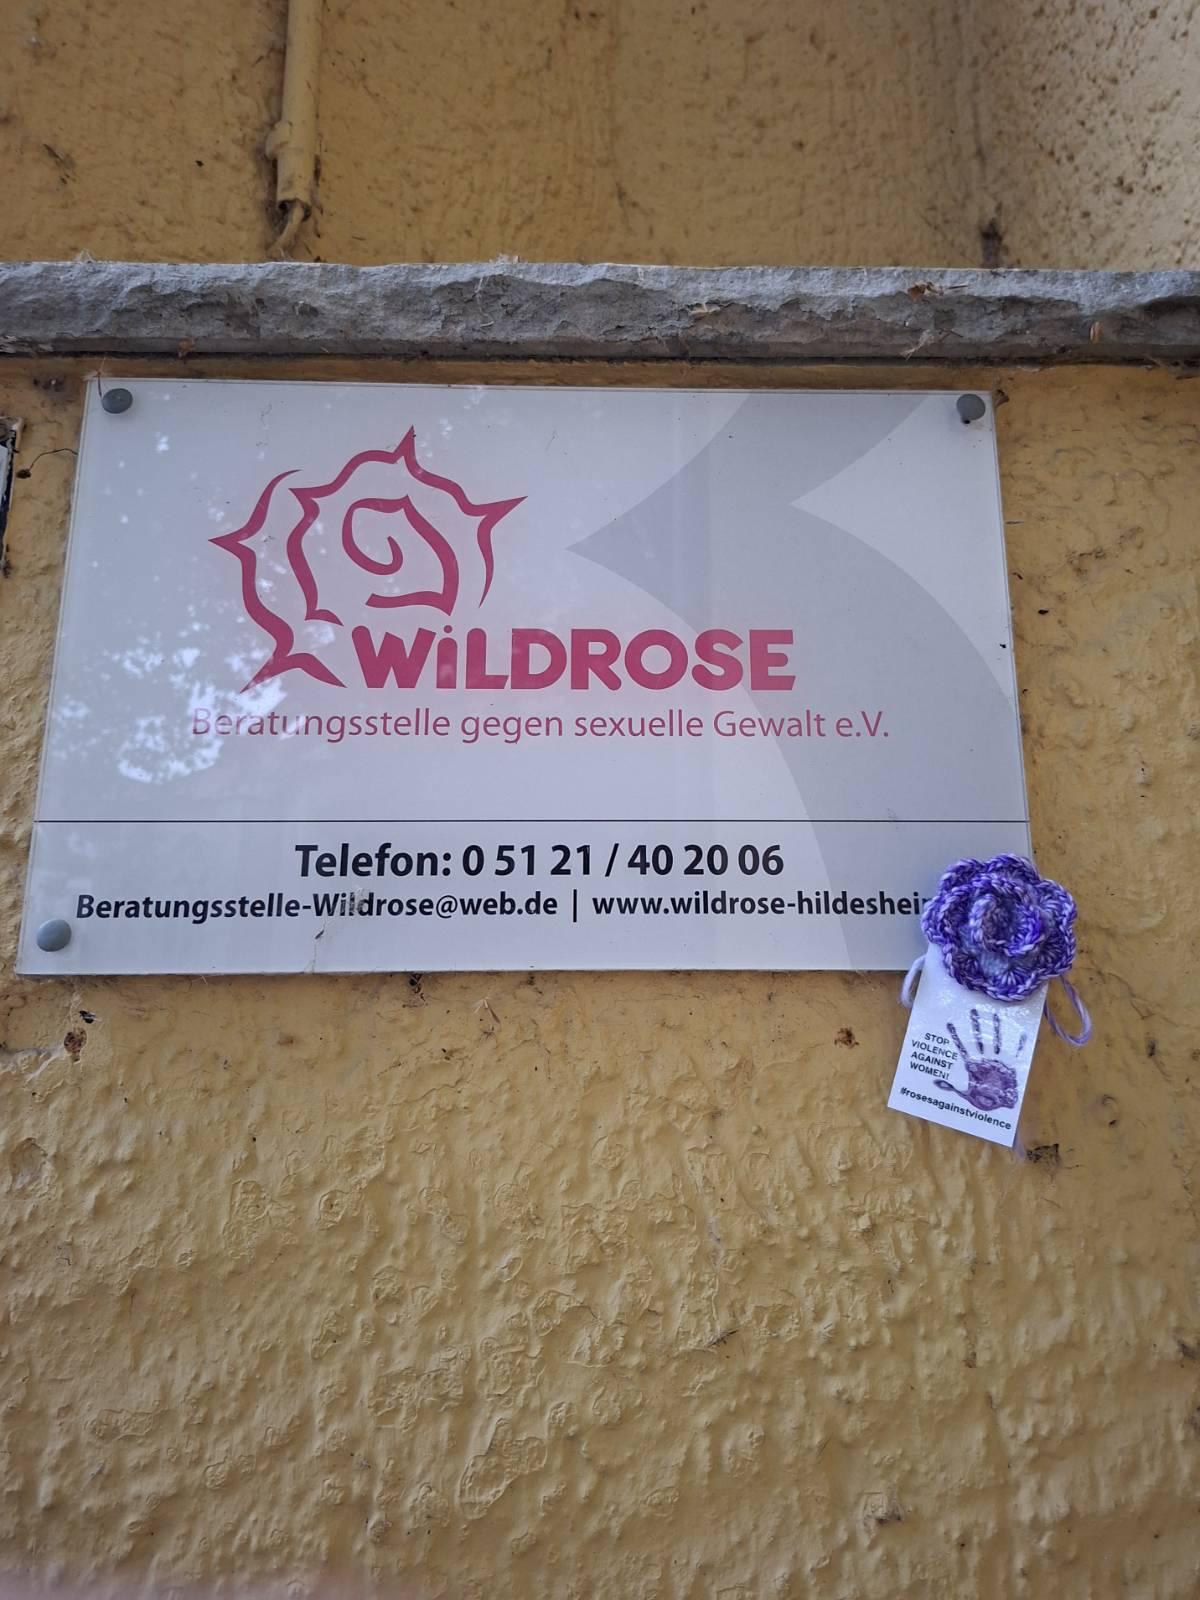 WiLDROSE
Beratungsstelle gegen sexuelle Gewalt e.V.
Telefon: 0 51 21 / 40 20 06
Beratungsstelle-Wildrose@web.de | www.wildrose-hildeshei
STOP
VIOLENCE
AGAINST
WOMEN!
#rosesagainstviolence